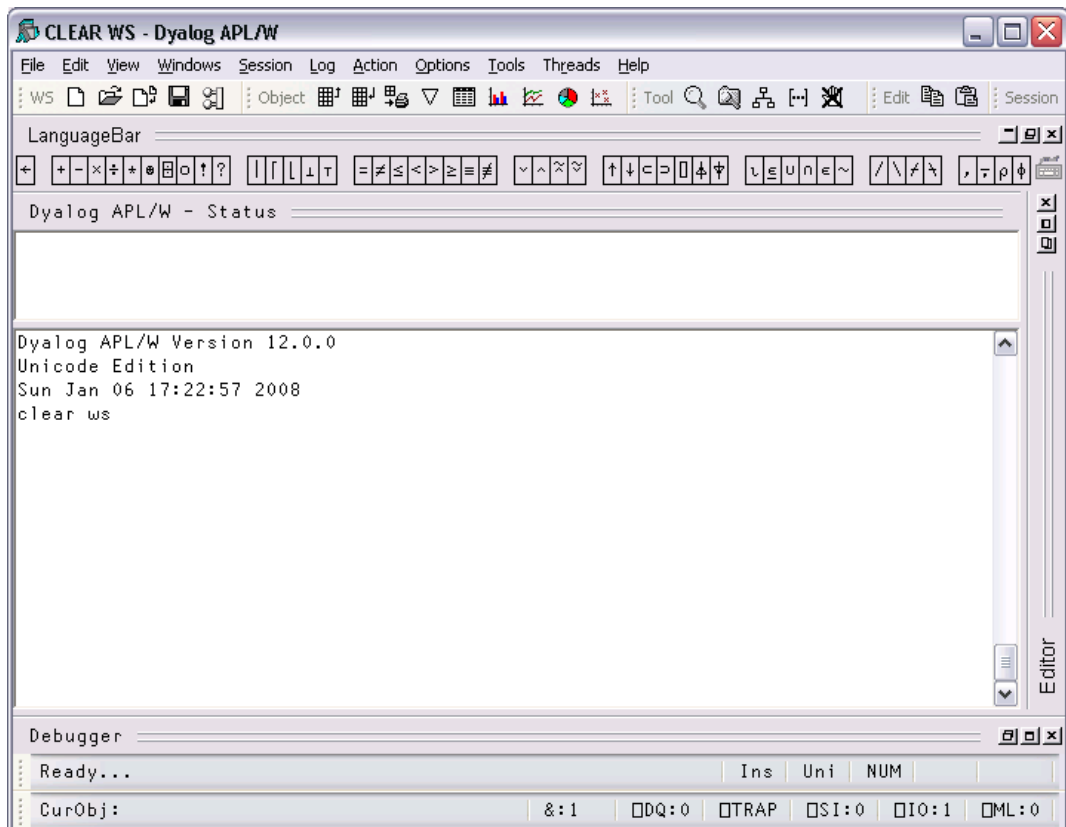 CLEAR WS - Dyalog APL/W
File Edit View Windows Session Log Action Options Tools Threads Help
WS Object Tool Edit Session
LanguageBar
← + - × ÷ * ⍟ ⌹ ○ ! ? | ⌈ ⌊ ⊥ ⊤ = ≠ ≤ < > ≥ ≡ ≢ ∨ ∧ ⍲ ⍱ ↑ ↓ ⊂ ⊃ ⌷ ⍋ ⍒ ⍳ ⍷ ∪ ∩ ∊ ~ / \ ⌿ ⍀ , ⍪ ⍴ ⌽
Dyalog APL/W - Status
Dyalog APL/W Version 12.0.0
Unicode Edition
Sun Jan 06 17:22:57 2008
clear ws
Editor
Debugger
Ready... Ins Uni NUM
CurObj: &:1 ⎕DQ:0 ⎕TRAP ⎕SI:0 ⎕IO:1 ⎕ML:0